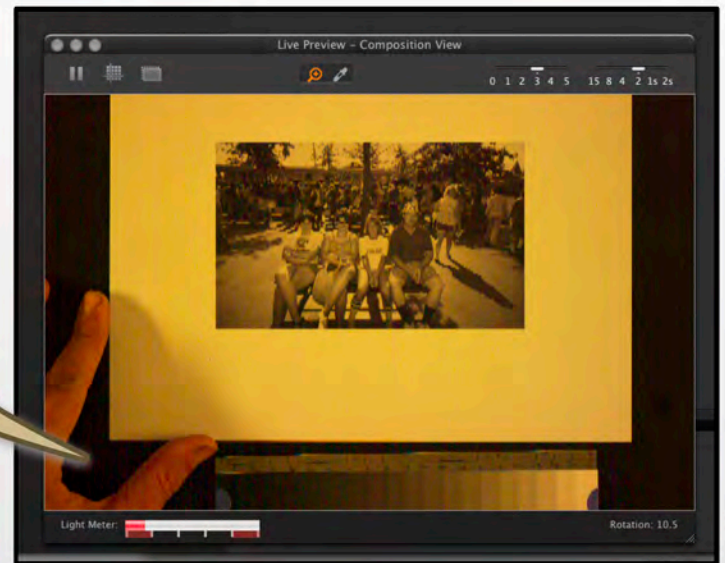 Live Preview – Composition View
0 1 2 3 4 5 15 8 4 2 1s 2s
Light Meter:
Rotation: 10.5